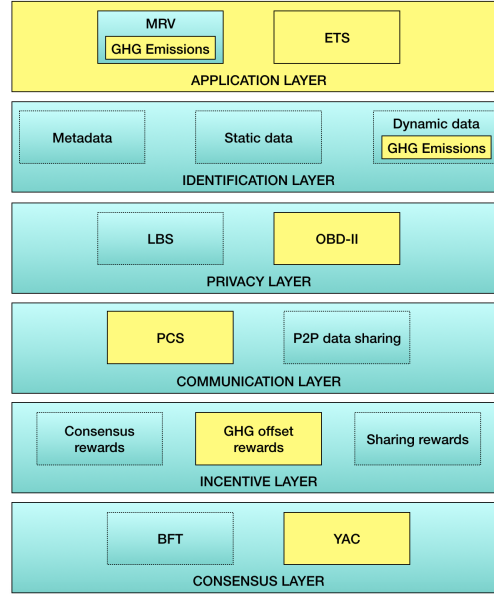 MRV
GHG Emissions
ETS
APPLICATION LAYER
Metadata
Static data
Dynamic data
GHG Emissions
IDENTIFICATION LAYER
LBS
OBD-II
PRIVACY LAYER
PCS
P2P data sharing
COMMUNICATION LAYER
Consensus
rewards
GHG offset
rewards
Sharing rewards
INCENTIVE LAYER
BFT
YAC
CONSENSUS LAYER